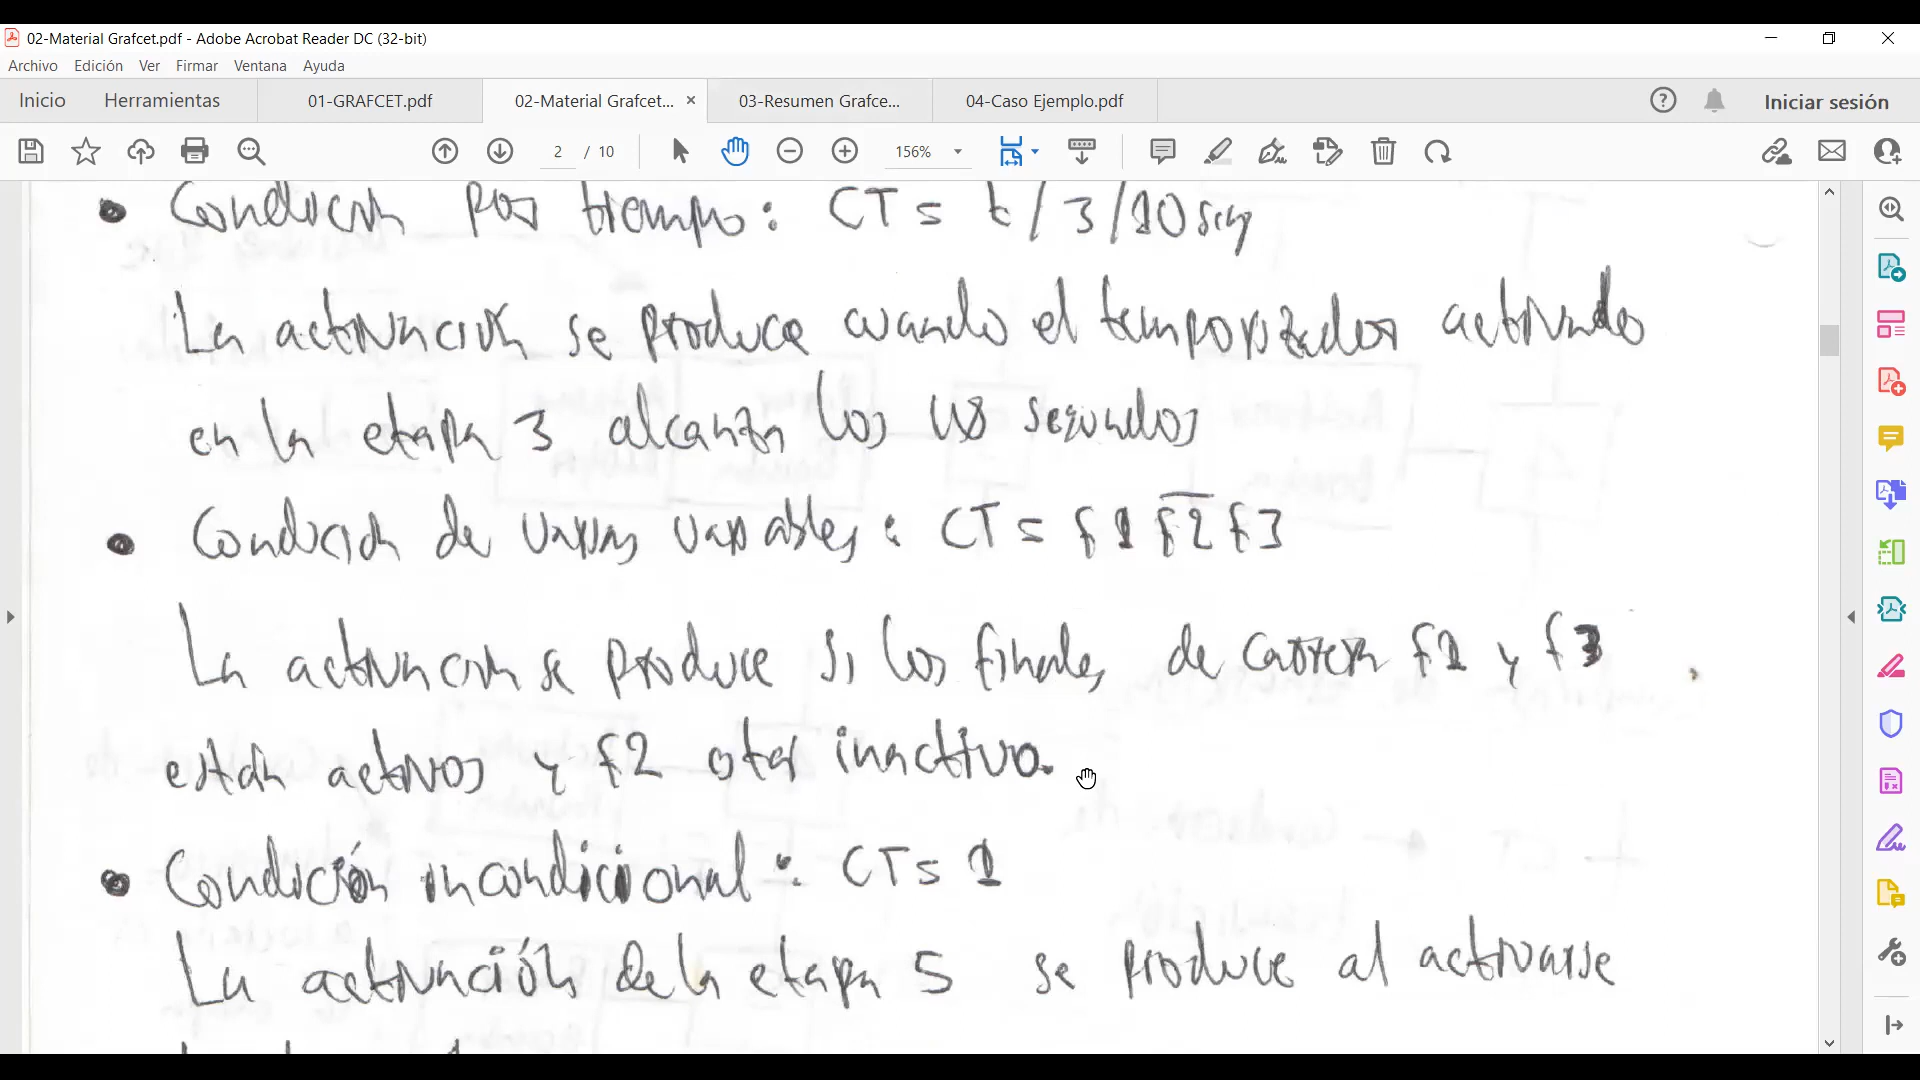 02-Material Grafcet.pdf - Adobe Acrobat Reader DC (32-bit)
Archivo Edición Ver Firmar Ventana Ayuda
Inicio Herramientas 01-GRAFCET.pdf 02-Material Grafcet... × 03-Resumen Grafce... 04-Caso Ejemplo.pdf Iniciar sesión
2 / 10 156%
• Condición por tiempo: CT = t/3/10 seg
La activación se produce cuando el temporizador activado
en la etapa 3 alcanza los 10 segundos
• Condición de varias variables: CT = f1 f̅2̅ f3
La activación se produce si los finales de carrera f1 y f3
están activos y f2 estar inactivo.
• Condición incondicional: CT = 1
La activación de la etapa 5 se produce al activarse